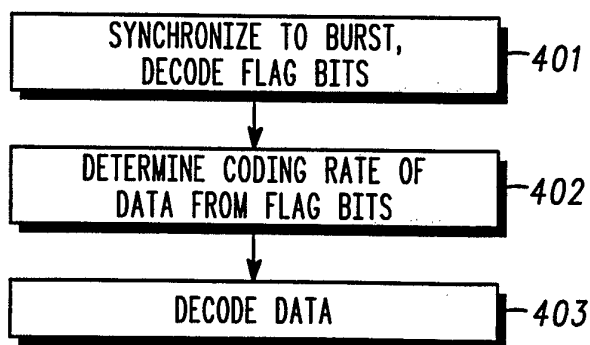 SYNCHRONIZE TO BURST,
DECODE FLAG BITS
401
DETERMINE CODING RATE OF
DATA FROM FLAG BITS
402
DECODE DATA
403